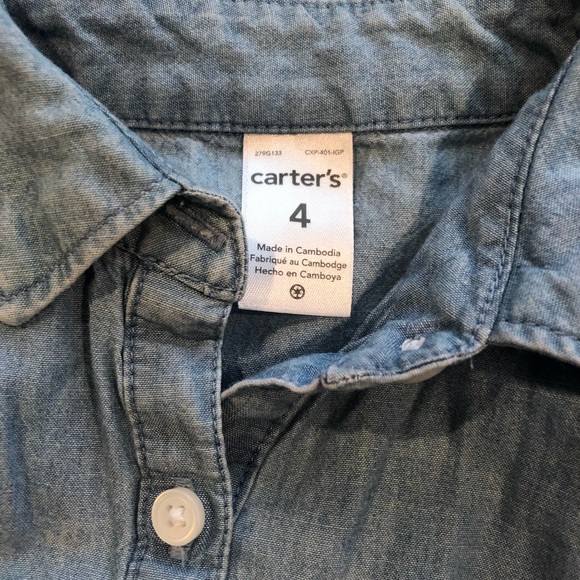 279G133 CXP-401-IGP
carter's®
4
Made in Cambodia
Fabriqué au Cambodge
Hecho en Camboya